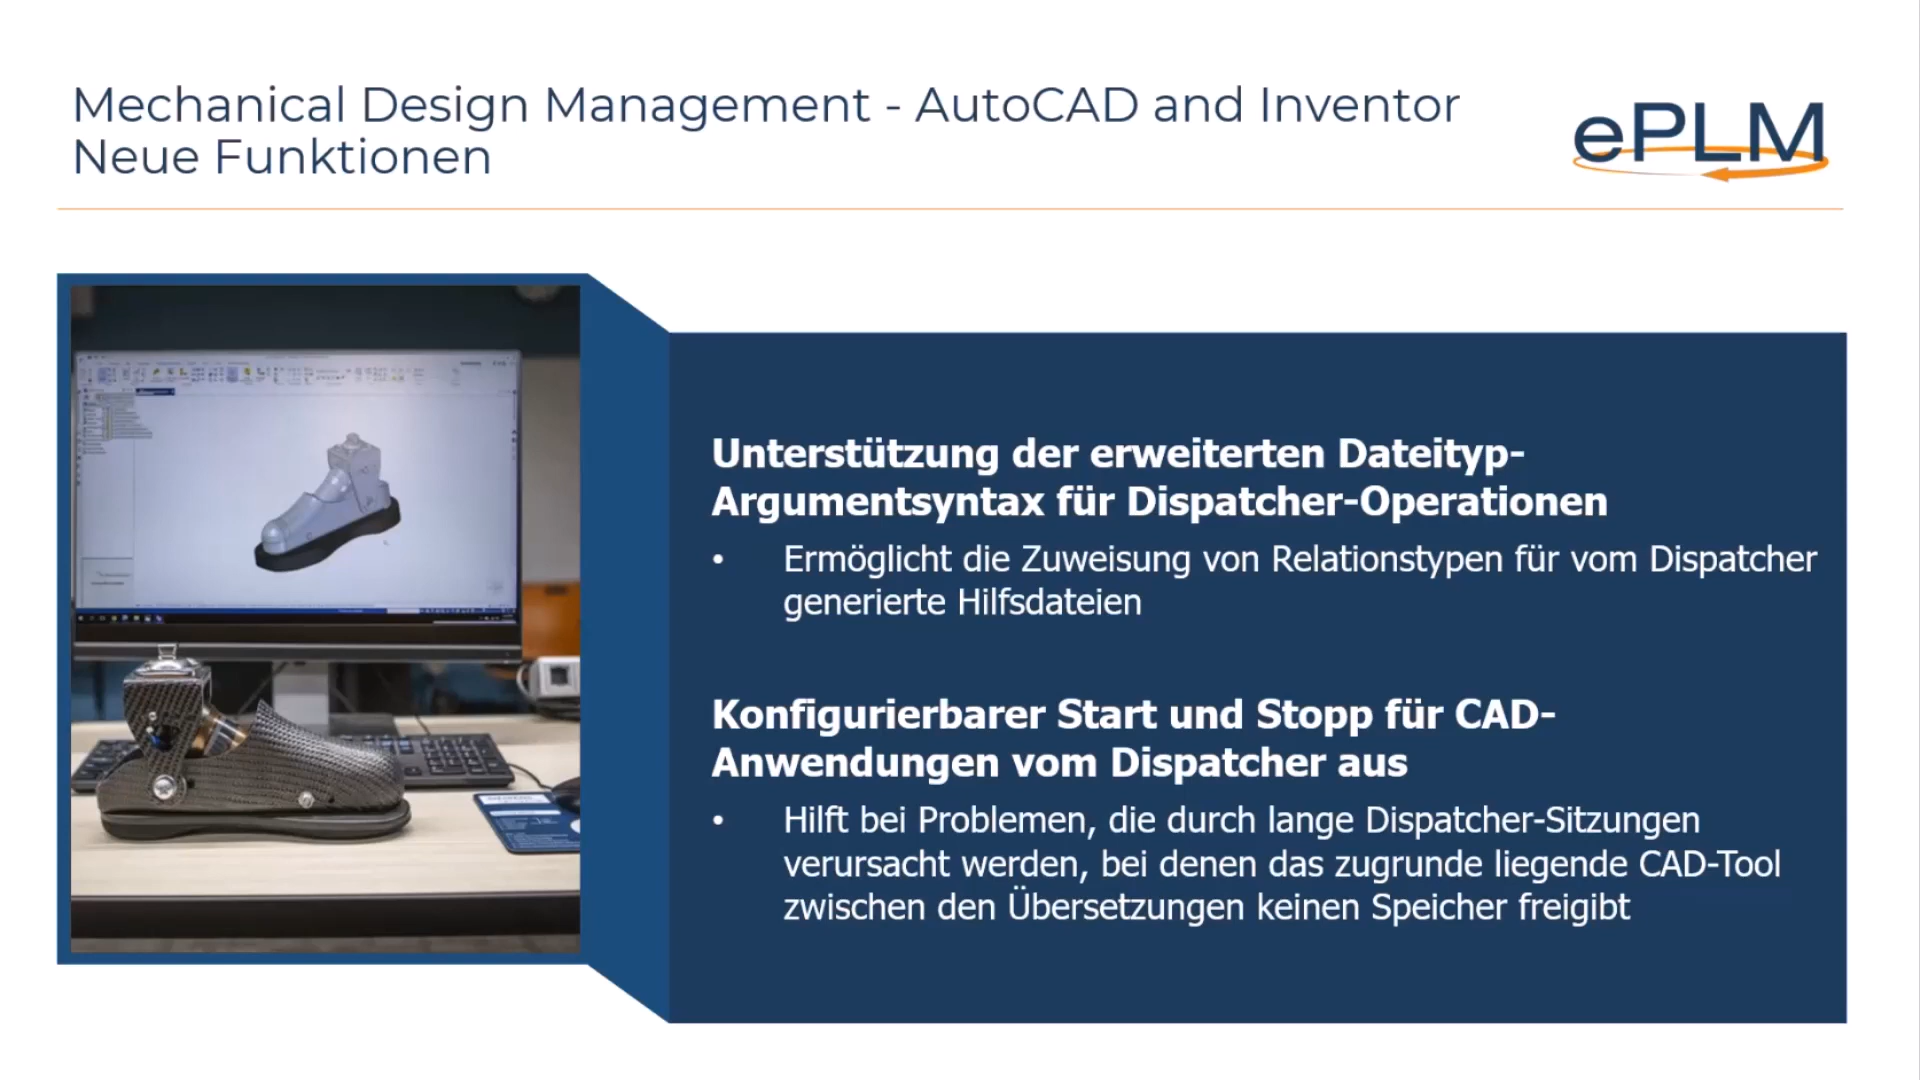 Mechanical Design Management - AutoCAD and Inventor
Neue Funktionen
ePLM
Unterstützung der erweiterten Dateityp-
Argumentsyntax für Dispatcher-Operationen
• Ermöglicht die Zuweisung von Relationstypen für vom Dispatcher
generierte Hilfsdateien
Konfigurierbarer Start und Stopp für CAD-
Anwendungen vom Dispatcher aus
• Hilft bei Problemen, die durch lange Dispatcher-Sitzungen
verursacht werden, bei denen das zugrunde liegende CAD-Tool
zwischen den Übersetzungen keinen Speicher freigibt